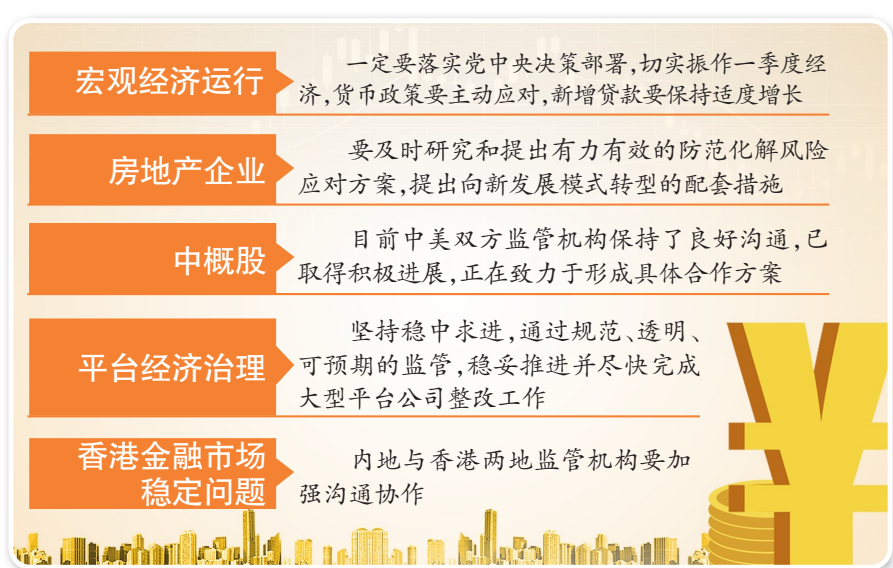 宏观经济运行
一定要落实党中央决策部署,切实振作一季度经
济,货币政策要主动应对,新增贷款要保持适度增长
房地产企业
要及时研究和提出有力有效的防范化解风险
应对方案,提出向新发展模式转型的配套措施
中概股
目前中美双方监管机构保持了良好沟通,已
取得积极进展,正在致力于形成具体合作方案
平台经济治理
坚持稳中求进,通过规范、透明、
可预期的监管,稳妥推进并尽快完成
大型平台公司整改工作
香港金融市场
稳定问题
内地与香港两地监管机构要加
强沟通协作